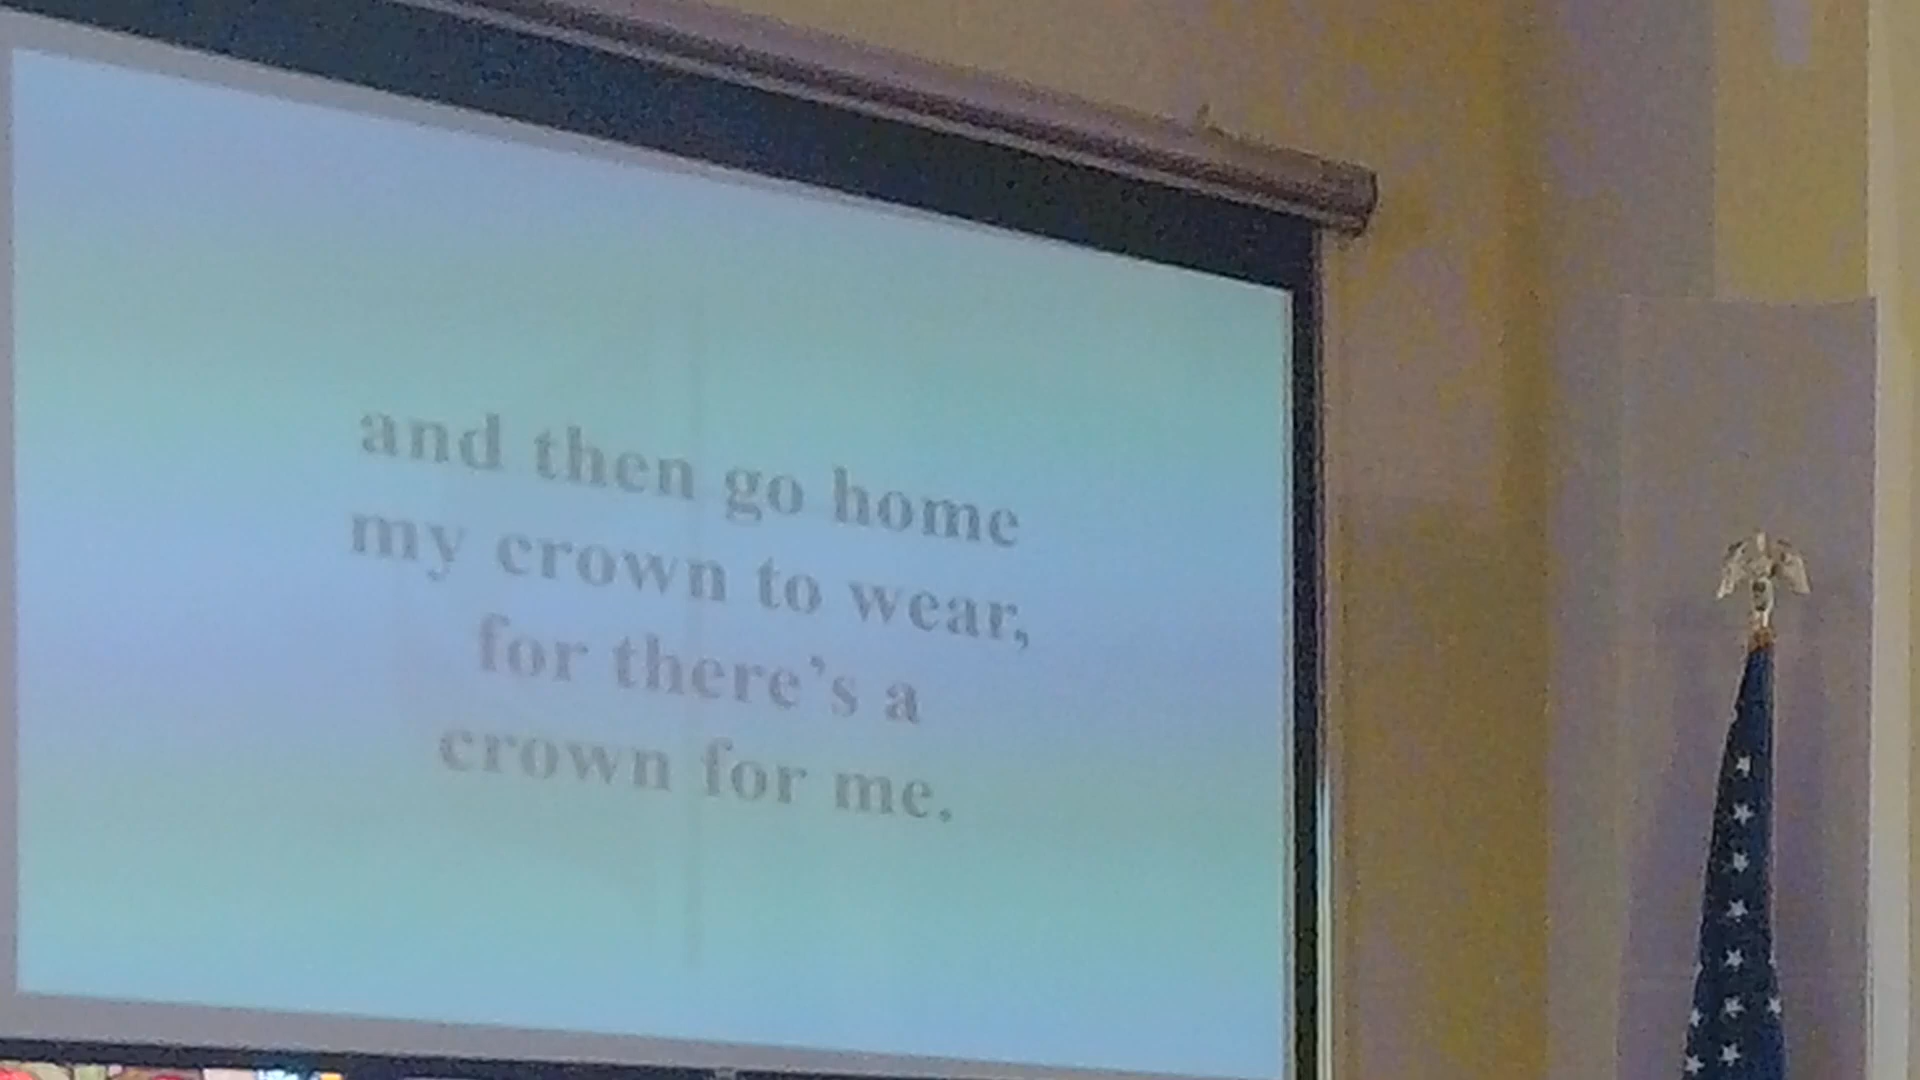 and then go home
my crown to wear,
for there's a
crown for me.